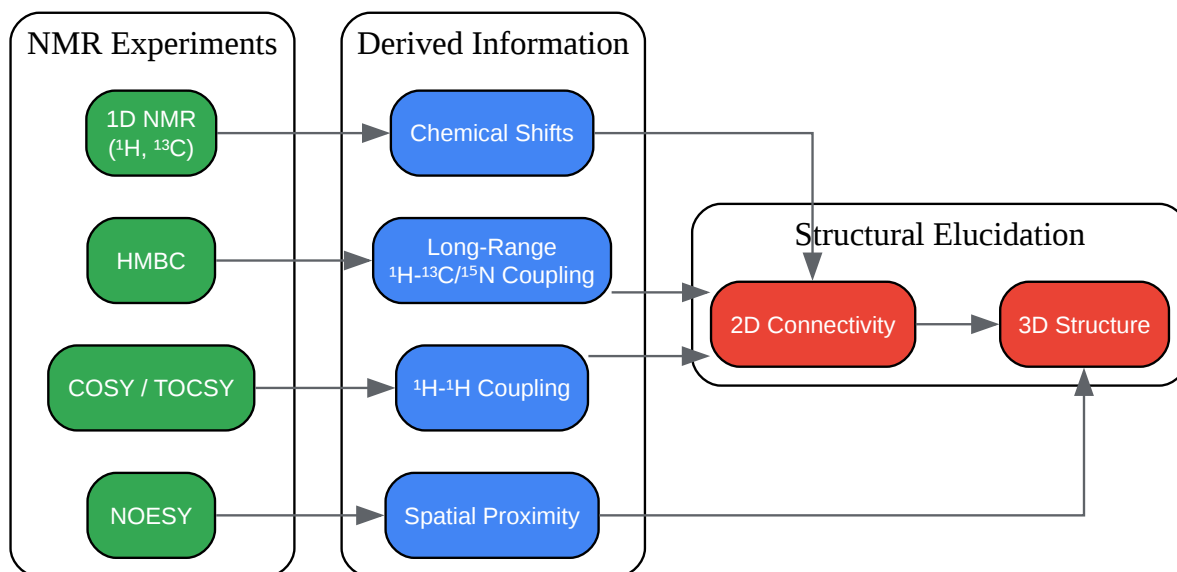 NMR Experiments
Derived Information
1D NMR
(¹H, ¹³C)
Chemical Shifts
HMBC
Long-Range
¹H-¹³C/¹⁵N Coupling
Structural Elucidation
2D Connectivity
3D Structure
COSY / TOCSY
¹H-¹H Coupling
NOESY
Spatial Proximity